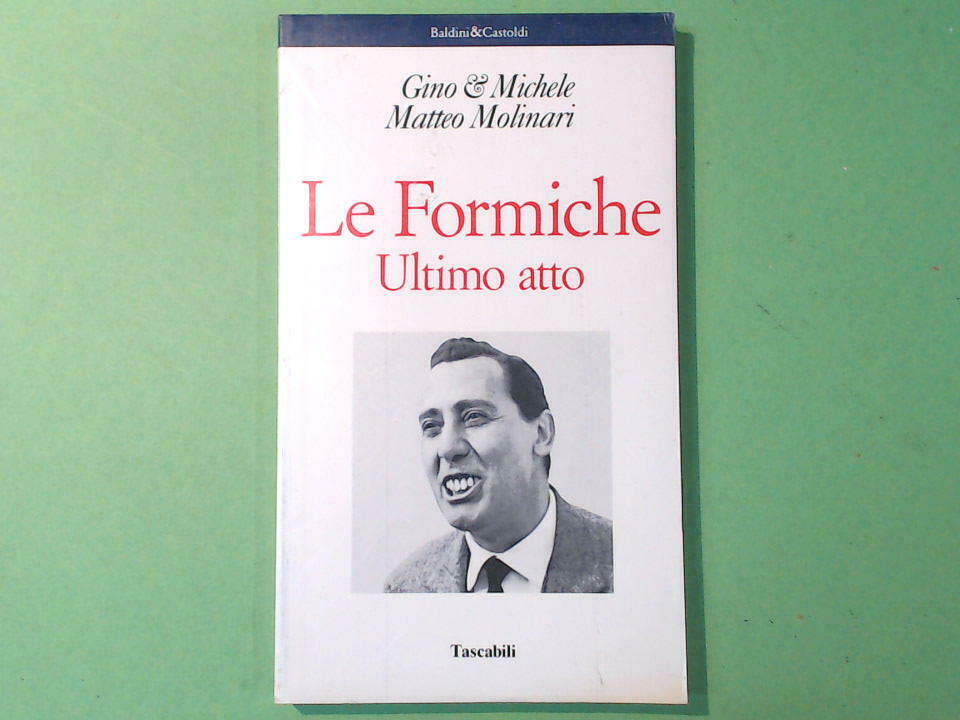 Baldini&Castoldi
Gino & Michele
Matteo Molinari
Le Formiche
Ultimo atto
Tascabili